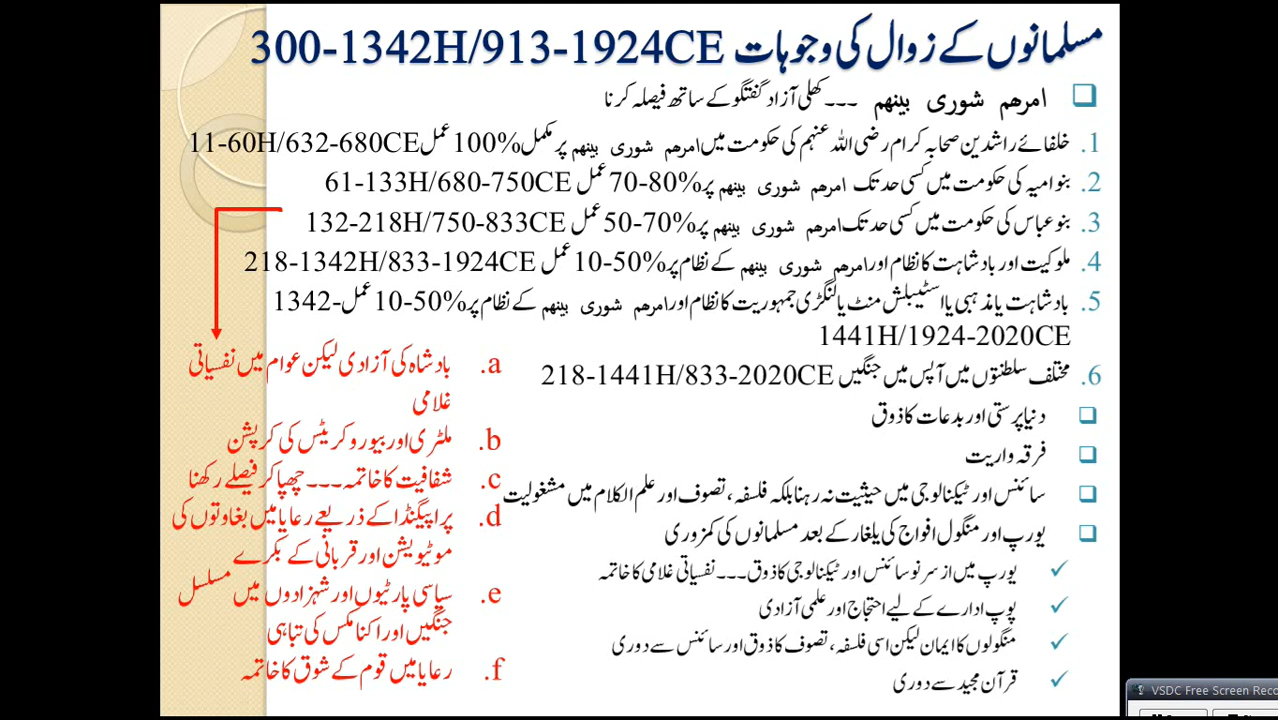 مسلمانوں کے زوال کی وجوہات 300-1342H/913-1924CE
امرھم شوری بینھم ۔۔۔ کھلی آزاد گفتگو کے ساتھ فیصلہ کرنا
1. خلفائے راشدین صحابہ کرام رضی اللہ عنہم کی حکومت میں امرھم شوری بینھم پر مکمل 100% عمل 11-60H/632-680CE
2. بنو امیہ کی حکومت میں کسی حد تک امرھم شوری بینھم پر 70-80% عمل 61-133H/680-750CE
3. بنو عباس کی حکومت میں کسی حد تک امرھم شوری بینھم پر 50-70% عمل 132-218H/750-833CE
4. ملوکیت اور بادشاہت کا نظام اور امرھم شوری بینھم کے نظام پر 10-50% عمل 218-1342H/833-1924CE
5. بادشاہت یا مذہبی یا اسٹیبلش منٹ یا لنگڑی جمہوریت کا نظام اور امرھم شوری بینھم کے نظام پر 10-50% عمل 1342-
1441H/1924-2020CE
6. مختلف سلطنتوں میں آپس میں جنگیں 218-1441H/833-2020CE
دنیا پرستی اور بدعات کا ذوق
فرقہ واریت
سائنس اور ٹیکنالوجی میں حیثیت نہ رہنا بلکہ فلسفہ، تصوف اور علم الکلام میں مشغولیت
یورپ اور منگول افواج کی یلغار کے بعد مسلمانوں کی کمزوری
یورپ میں از سر نو سائنس اور ٹیکنالوجی کا ذوق ۔۔۔ نفسیاتی غلامی کا خاتمہ
پوپ ادارے کے لیے احتجاج اور علمی آزادی
منگولوں کا ایمان لیکن اسی فلسفہ، تصوف کا ذوق اور سائنس سے دوری
قرآن مجید سے دوری
a. بادشاہ کی آزادی لیکن عوام میں نفسیاتی
غلامی
b. ملٹری اور بیوروکریٹس کی کرپشن
c. شفافیت کا خاتمہ۔۔۔ چھپا کر فیصلے رکھنا
d. پراپیگنڈا کے ذریعے رعایا میں بغاوتوں کی
موٹیویشن اور قربانی کے بکرے
e. سیاسی پارٹیوں اور شہزادوں میں مسلسل
جنگیں اور اکنامکس کی تباہی
f. رعایا میں قوم کے شوق کا خاتمہ
VSDC Free Screen Reco